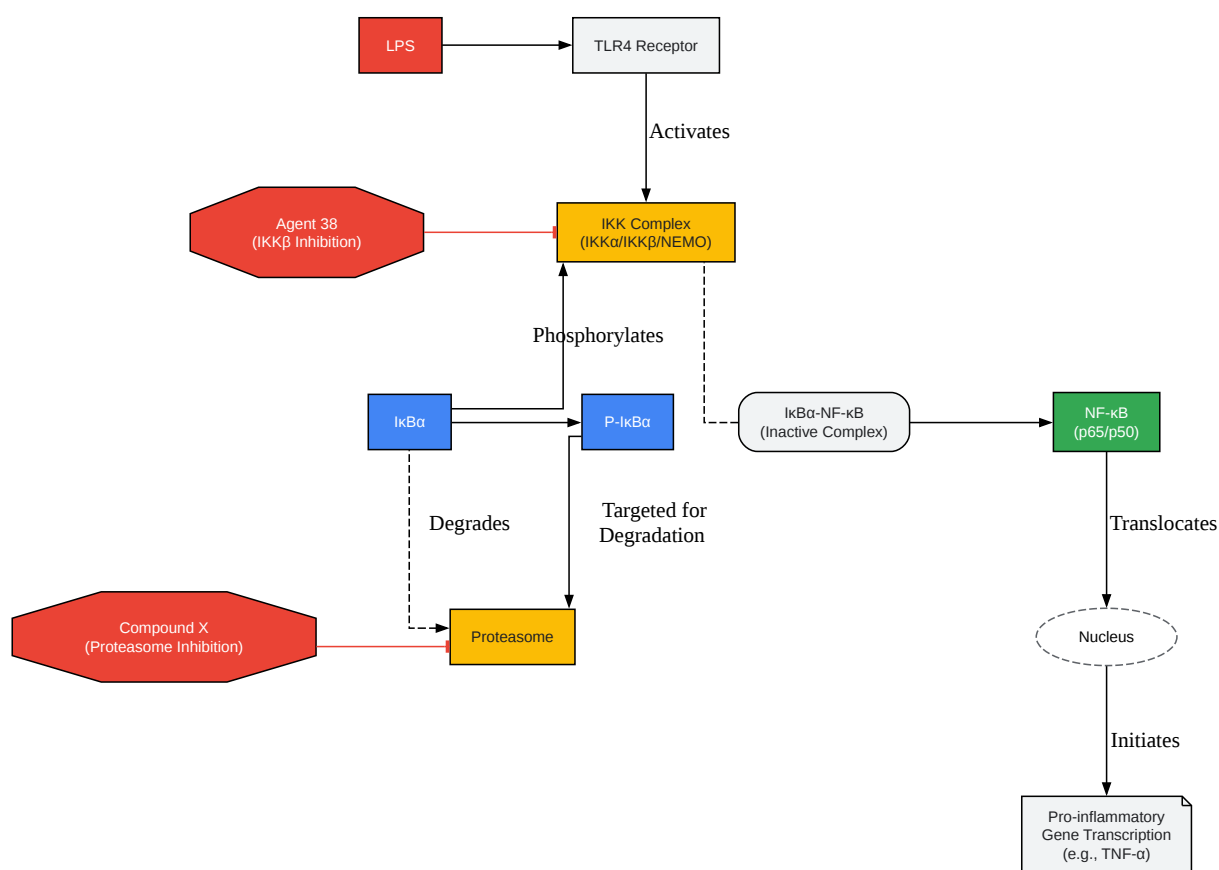 LPS
TLR4 Receptor
Activates
Agent 38
(IKKβ Inhibition)
IKK Complex
(IKKα/IKKβ/NEMO)
Phosphorylates
IκBα
P-IκBα
IκBα-NF-κB
(Inactive Complex)
NF-κB
(p65/p50)
Degrades
Targeted for
Degradation
Translocates
Compound X
(Proteasome Inhibition)
Proteasome
Nucleus
Initiates
Pro-inflammatory
Gene Transcription
(e.g., TNF-α)